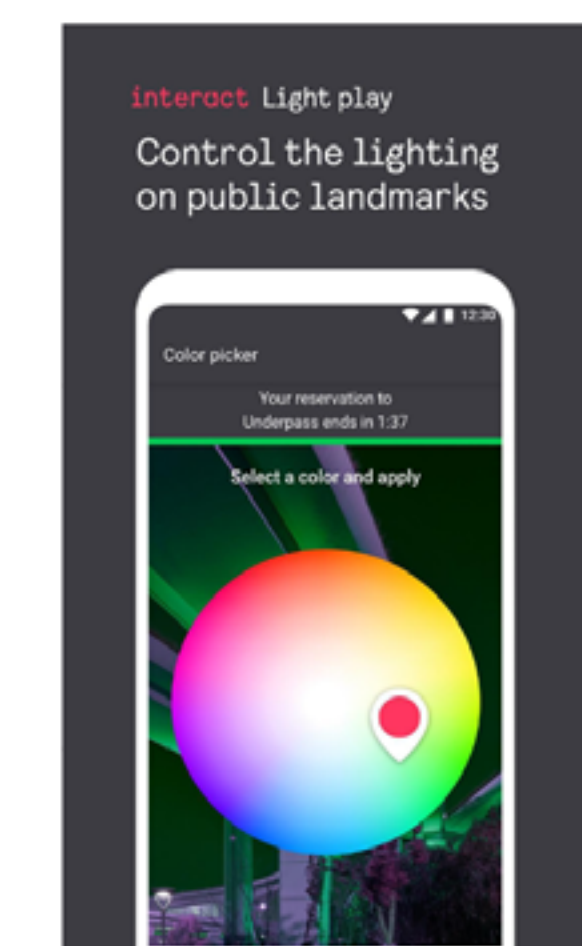 interact Light play
Control the lighting
on public landmarks
12:30
Color picker
Your reservation to
Underpass ends in 1:37
Select a color and apply